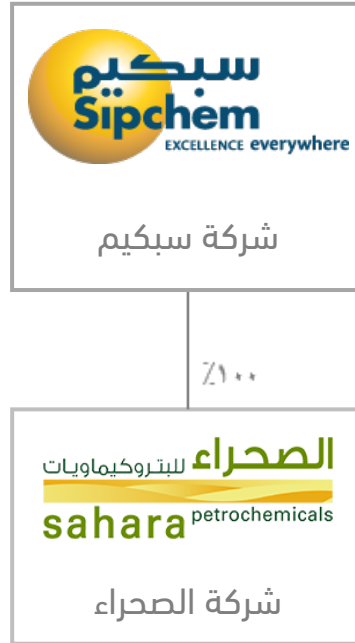 سبكيم
Sipchem
EXCELLENCE everywhere
شركة سبكيم
٪١٠٠
الصحراء للبتروكيماويات
sahara petrochemicals
شركة الصحراء